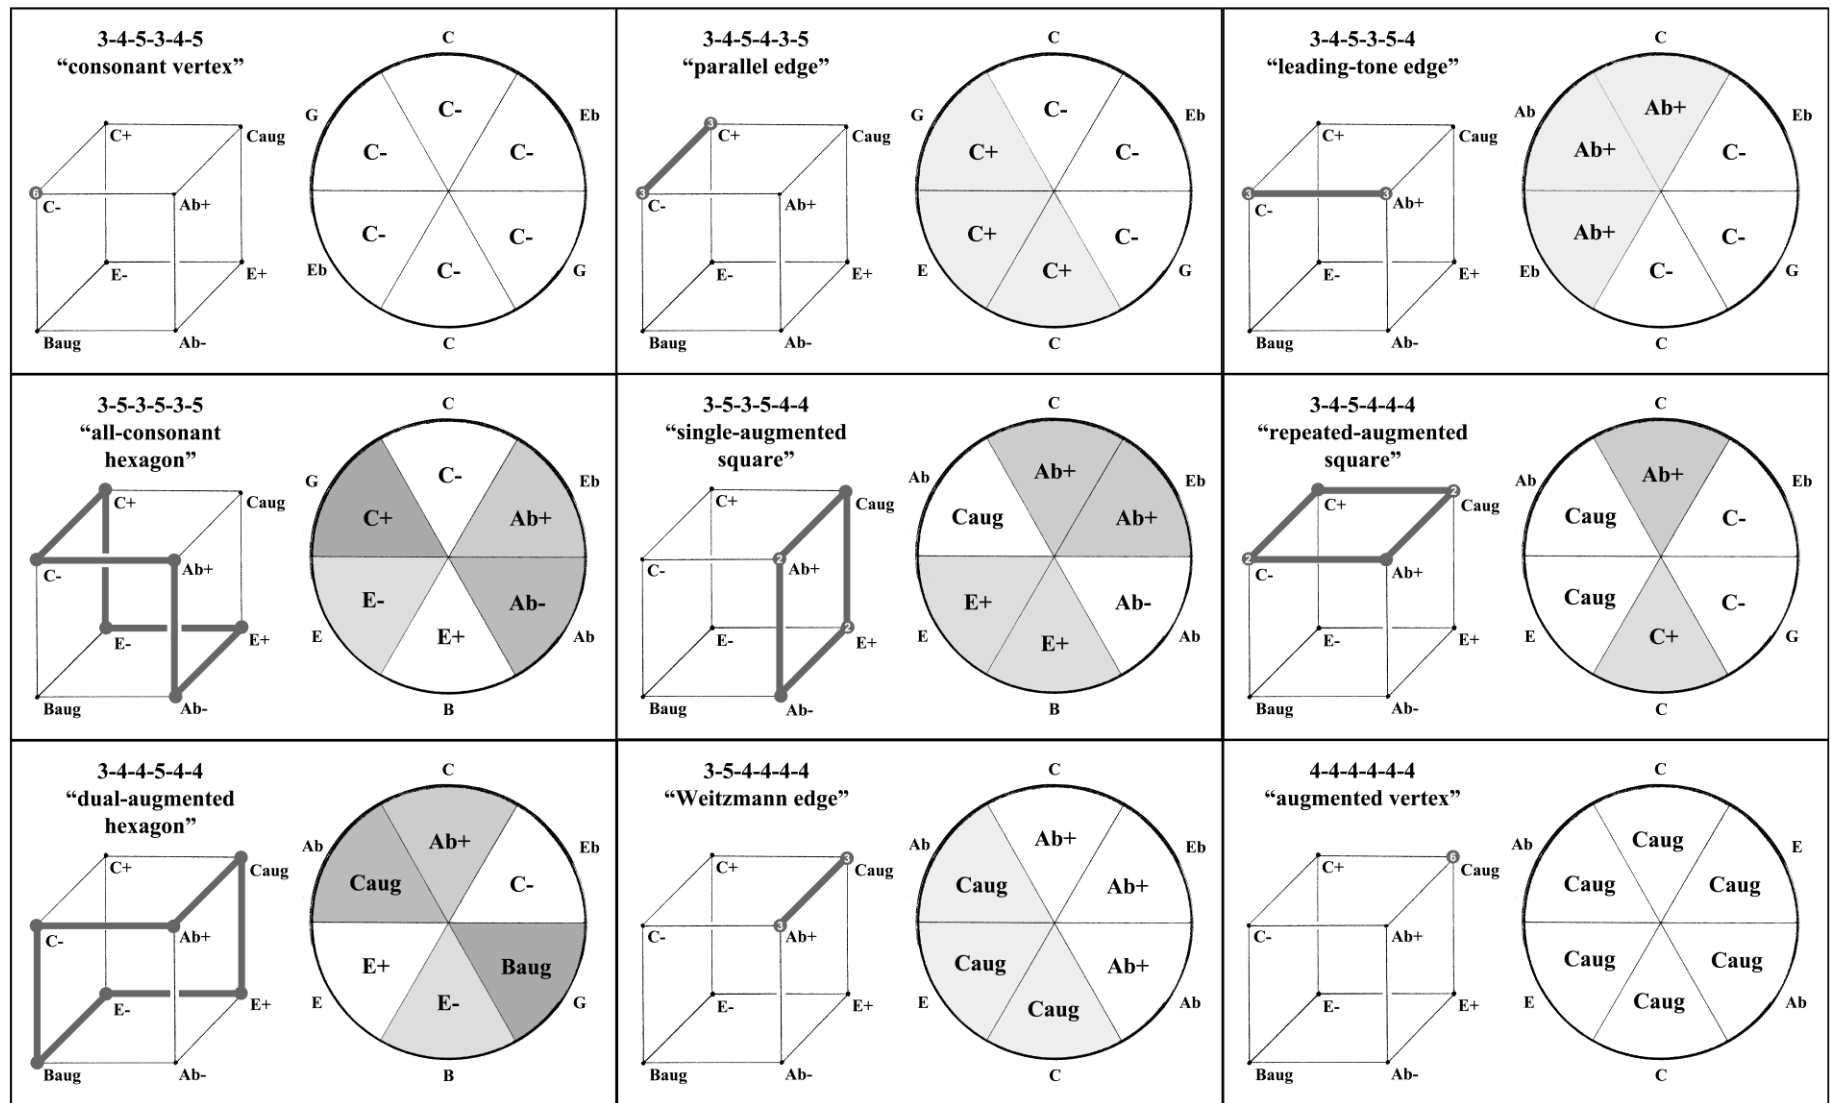 3-4-5-3-4-5
“consonant vertex”
C+
Caug
6
C-
Ab+
E-
E+
Baug
Ab-
C
G
Eb
C-
C-
C-
C-
C-
C-
Eb
G
C
3-4-5-4-3-5
“parallel edge”
3
C+
Caug
3
C-
Ab+
E-
E+
Baug
Ab-
C
G
Eb
C-
C+
C-
C+
C-
C+
E
G
C
3-4-5-3-5-4
“leading-tone edge”
C+
Caug
3
3
C-
Ab+
E-
E+
Baug
Ab-
C
Ab
Eb
Ab+
Ab+
C-
Ab+
C-
C-
Eb
G
C
3-5-3-5-3-5
“all-consonant
hexagon”
C+
Caug
C-
Ab+
E-
E+
Baug
Ab-
C
G
Eb
C-
C+
Ab+
E-
Ab-
E+
E
Ab
B
3-5-3-5-4-4
“single-augmented
square”
C+
Caug
2
C-
Ab+
2
E-
E+
Baug
Ab-
C
Ab
Eb
Ab+
Caug
Ab+
E+
Ab-
E+
E
Ab
B
3-4-5-4-4-4
“repeated-augmented
square”
2
C+
Caug
2
C-
Ab+
E-
E+
Baug
Ab-
C
Ab
Eb
Ab+
Caug
C-
Caug
C-
C+
E
G
C
3-4-4-5-4-4
“dual-augmented
hexagon”
C+
Caug
C-
Ab+
E-
E+
Baug
Ab-
C
Ab
Eb
Ab+
Caug
C-
E+
Baug
E-
E
G
B
3-5-4-4-4-4
“Weitzmann edge”
3
C+
Caug
3
C-
Ab+
E-
E+
Baug
Ab-
C
Ab
Eb
Ab+
Caug
Ab+
Caug
Ab+
Caug
E
Ab
C
4-4-4-4-4-4
“augmented vertex”
6
C+
Caug
C-
Ab+
E-
E+
Baug
Ab-
C
Ab
E
Caug
Caug
Caug
Caug
Caug
Caug
E
Ab
C